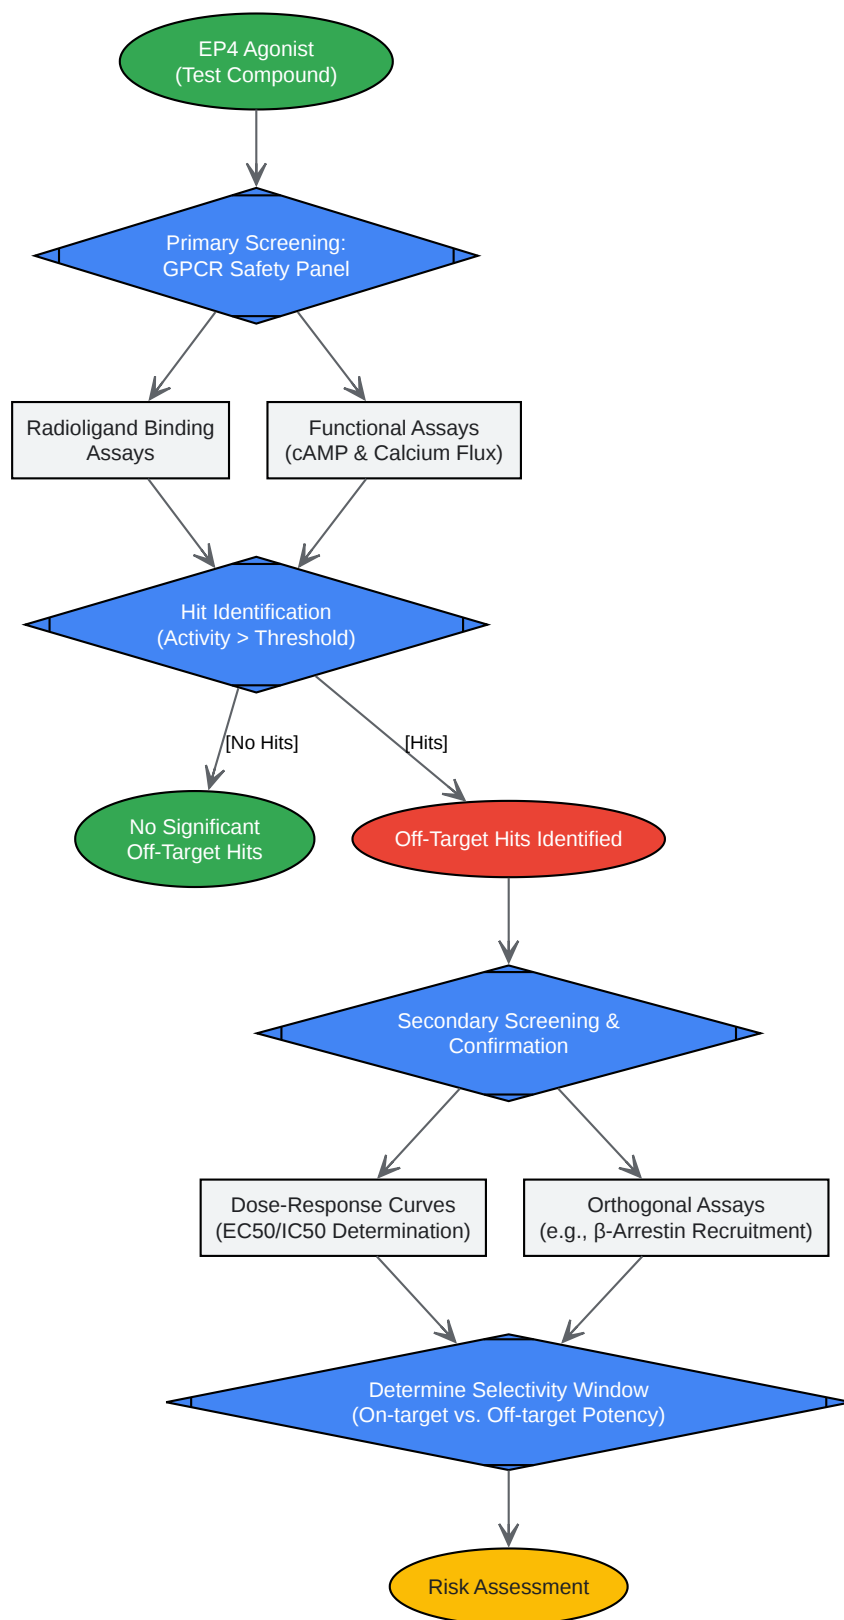 EP4 Agonist
(Test Compound)
Primary Screening:
GPCR Safety Panel
Radioligand Binding
Assays
Functional Assays
(cAMP & Calcium Flux)
Hit Identification
(Activity > Threshold)
[No Hits]
[Hits]
No Significant
Off-Target Hits
Off-Target Hits Identified
Secondary Screening &
Confirmation
Dose-Response Curves
(EC50/IC50 Determination)
Orthogonal Assays
(e.g., β-Arrestin Recruitment)
Determine Selectivity Window
(On-target vs. Off-target Potency)
Risk Assessment